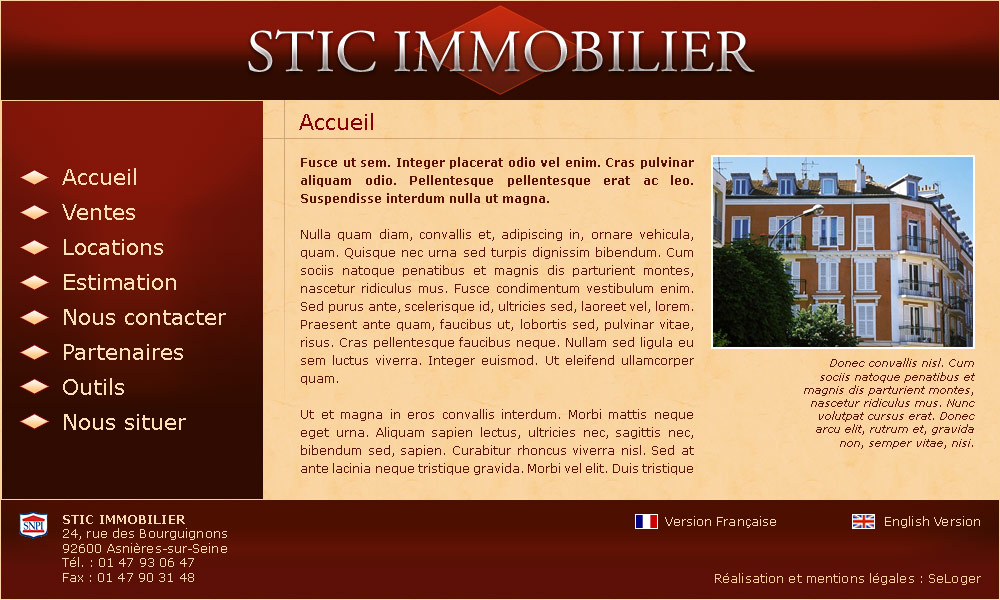 STIC IMMOBILIER
Accueil
Ventes
Locations
Estimation
Nous contacter
Partenaires
Outils
Nous situer
Accueil
Fusce ut sem. Integer placerat odio vel enim. Cras pulvinar
aliquam odio. Pellentesque pellentesque erat ac leo.
Suspendisse interdum nulla ut magna.
Nulla quam diam, convallis et, adipiscing in, ornare vehicula,
quam. Quisque nec urna sed turpis dignissim bibendum. Cum
sociis natoque penatibus et magnis dis parturient montes,
nascetur ridiculus mus. Fusce condimentum vestibulum enim.
Sed purus ante, scelerisque id, ultricies sed, laoreet vel, lorem.
Praesent ante quam, faucibus ut, lobortis sed, pulvinar vitae,
risus. Cras pellentesque faucibus neque. Nullam sed ligula eu
sem luctus viverra. Integer euismod. Ut eleifend ullamcorper
quam.
Ut et magna in eros convallis interdum. Morbi mattis neque
eget urna. Aliquam sapien lectus, ultricies nec, sagittis nec,
bibendum sed, sapien. Curabitur rhoncus viverra nisl. Sed at
ante lacinia neque tristique gravida. Morbi vel elit. Duis tristique
Donec convallis nisl. Cum
sociis natoque penatibus et
magnis dis parturient montes,
nascetur ridiculus mus. Nunc
volutpat cursus erat. Donec
arcu elit, rutrum et, gravida
non, semper vitae, nisi.
SNPI
STIC IMMOBILIER
24, rue des Bourguignons
92600 Asnières-sur-Seine
Tél. : 01 47 93 06 47
Fax : 01 47 90 31 48
Version Française
English Version
Réalisation et mentions légales : SeLoger